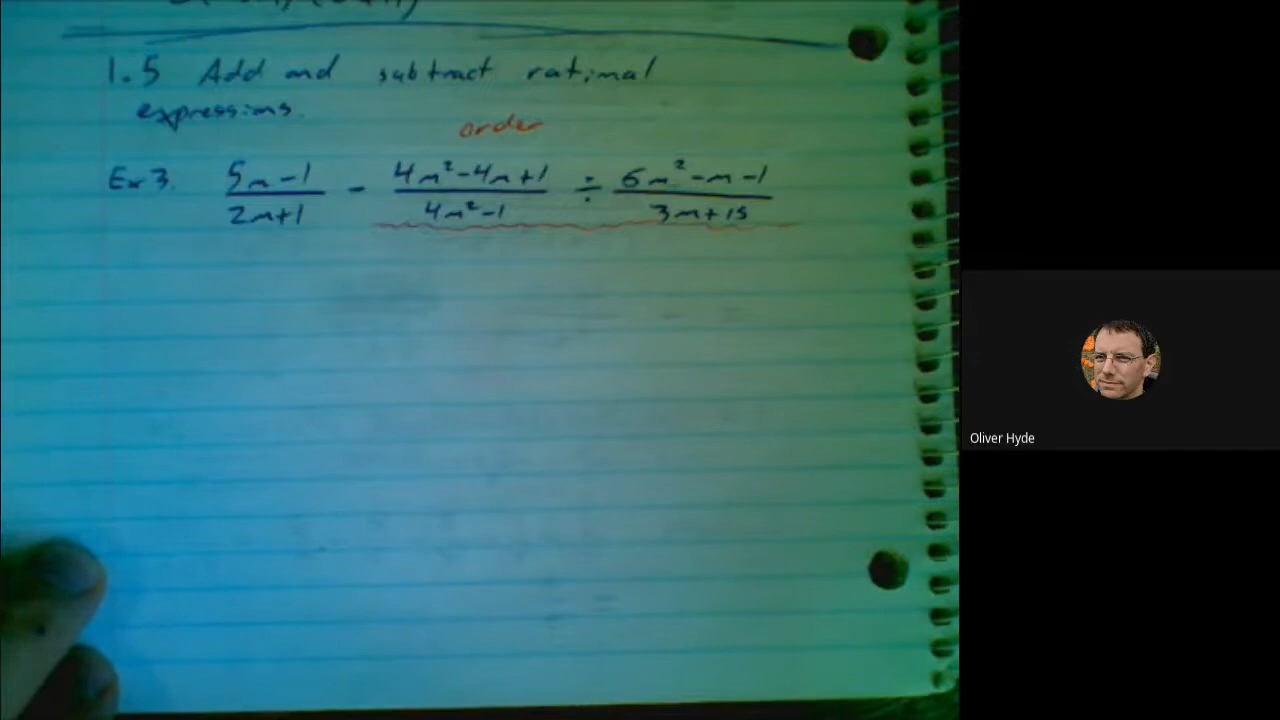 1.5 Add and subtract rational
expressions.
order
Ex 3. 5m-1 / 2m+1 - 4m²-4m+1 / 4m²-1 ÷ 6m²-m-1 / 3m+15
Oliver Hyde